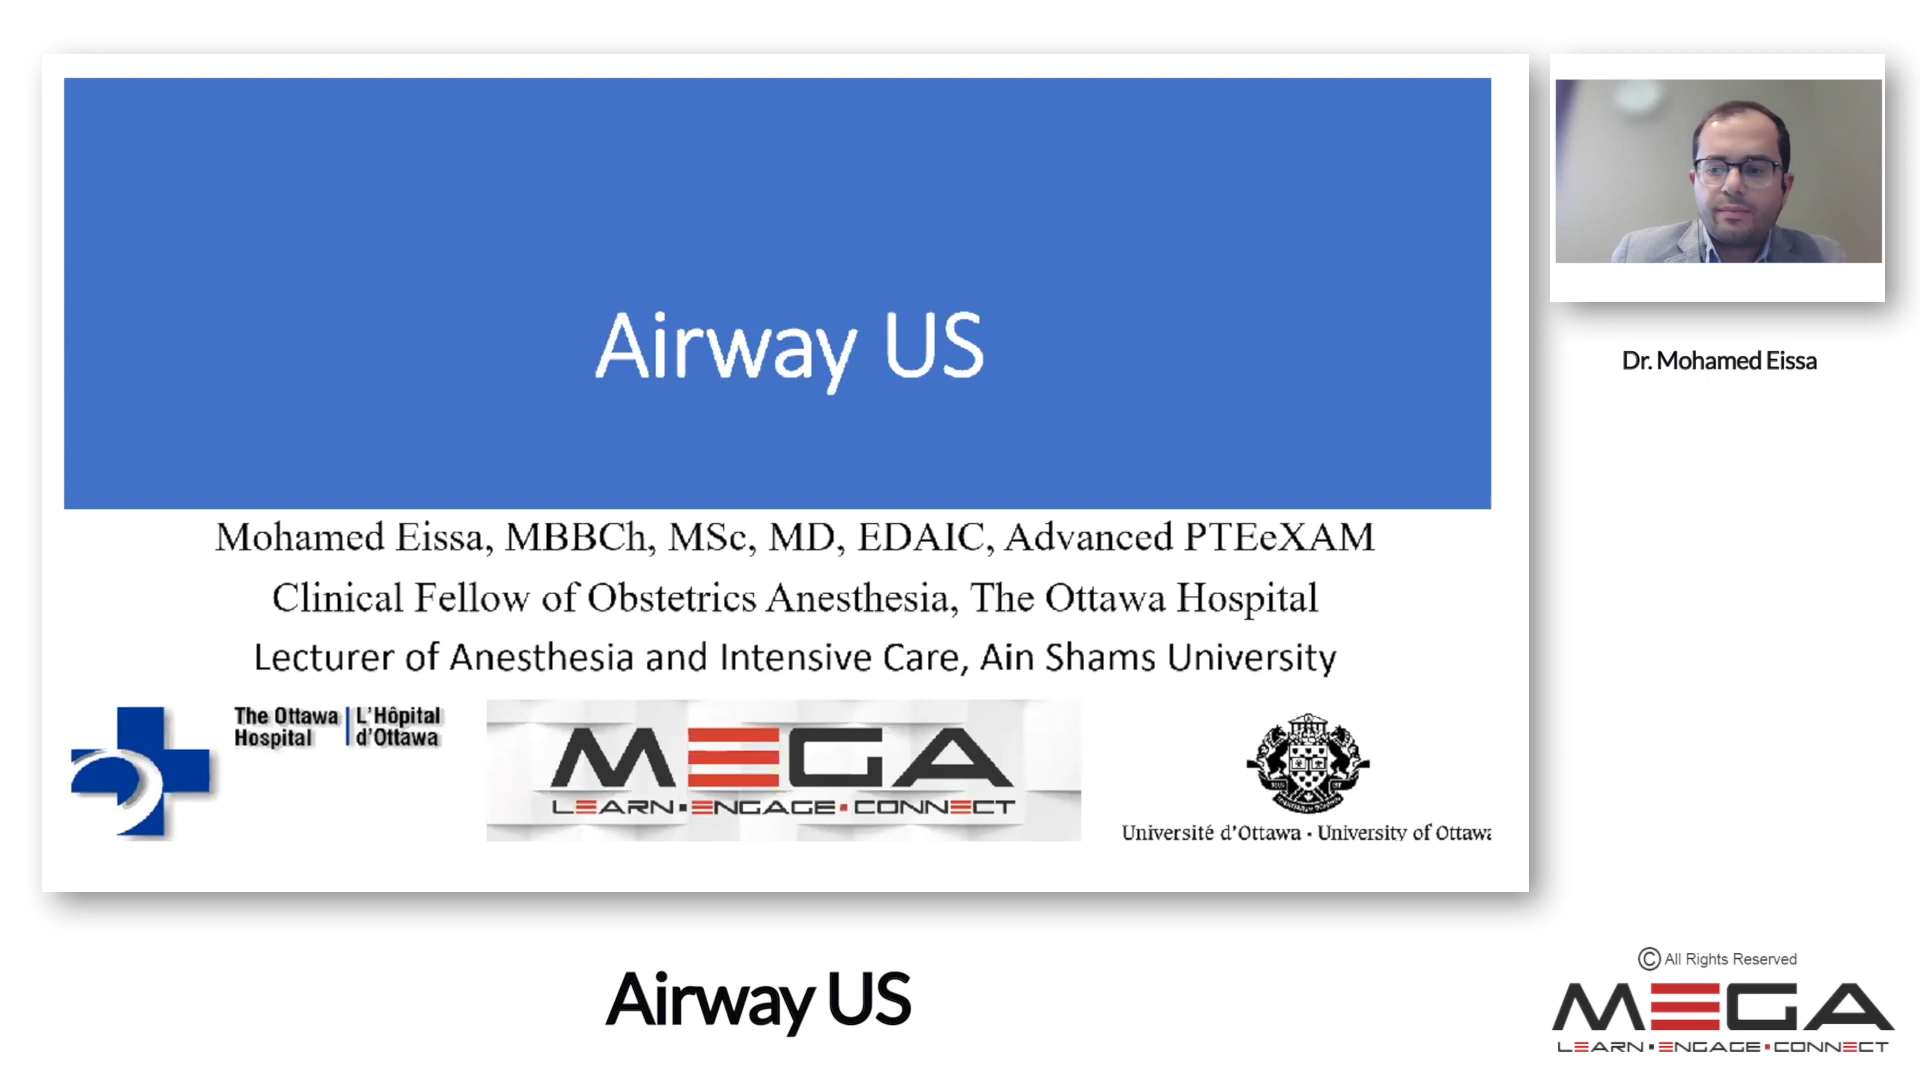 Airway US
Mohamed Eissa, MBBCh, MSc, MD, EDAIC, Advanced PTEeXAM
Clinical Fellow of Obstetrics Anesthesia, The Ottawa Hospital
Lecturer of Anesthesia and Intensive Care, Ain Shams University
The Ottawa Hospital
L'Hôpital d'Ottawa
MEGA
LEARN▪ENGAGE▪CONNECT
Université d'Ottawa · University of Ottawa
Dr. Mohamed Eissa
Airway US
© All Rights Reserved
MEGA
LEARN▪ENGAGE▪CONNECT